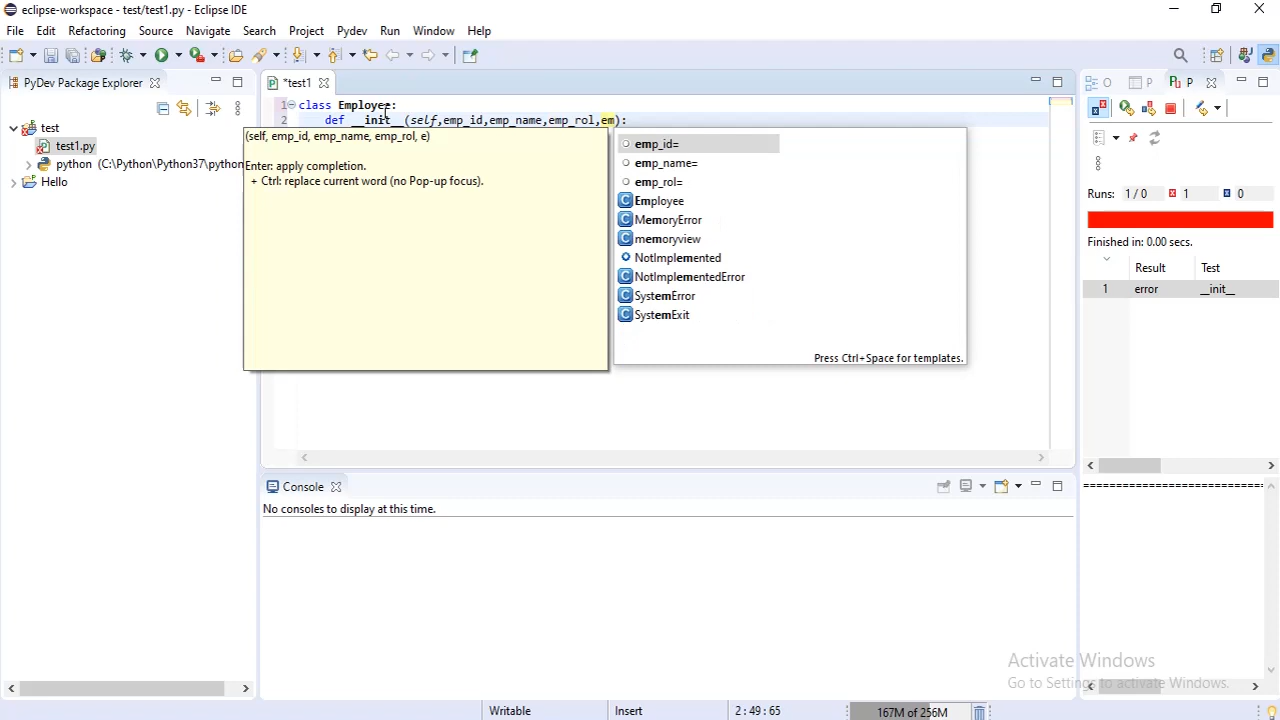 eclipse-workspace - test/test1.py - Eclipse IDE
File Edit Refactoring Source Navigate Search Project Pydev Run Window Help
PyDev Package Explorer
*test1
O P P
test
test1.py
python (C:\Python\Python37\python
Hello
1 class Employee:
2 def __init (self,emp_id,emp_name,emp_rol,em):
(self, emp_id, emp_name, emp_rol, e)
Enter: apply completion.
+ Ctrl: replace current word (no Pop-up focus).
emp_id=
emp_name=
emp_rol=
Employee
MemoryError
memoryview
NotImplemented
NotImplementedError
SystemError
SystemExit
Press Ctrl+Space for templates.
Runs: 1 / 0 1 0
Finished in: 0.00 secs.
Result Test
1 error __init__
Console
No consoles to display at this time.
==============================
Activate Windows
Go to Settings to activate Windows.
Writable Insert 2 : 49 : 65 167M of 256M